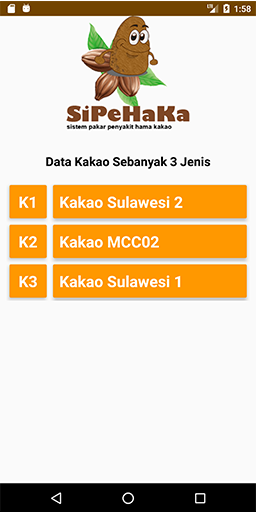 1:58
SiPeHaKa
sistem pakar penyakit hama kakao
Data Kakao Sebanyak 3 Jenis
K1 Kakao Sulawesi 2
K2 Kakao MCC02
K3 Kakao Sulawesi 1